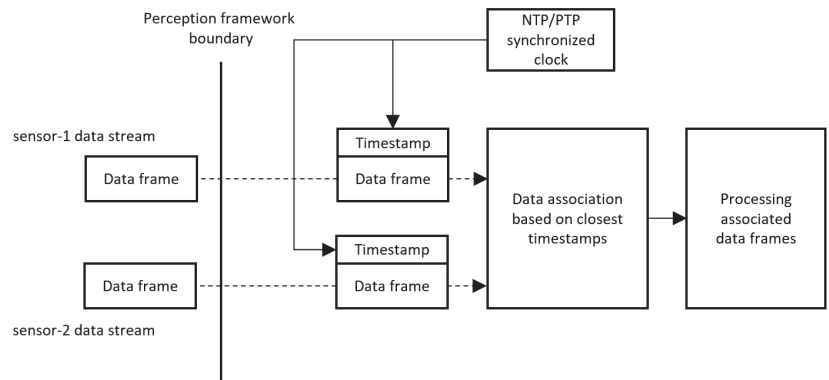 Perception framework
boundary
NTP/PTP
synchronized
clock
sensor-1 data stream
Data frame
Timestamp
Data frame
Data association
based on closest
timestamps
Processing
associated
data frames
Timestamp
Data frame
Data frame
sensor-2 data stream